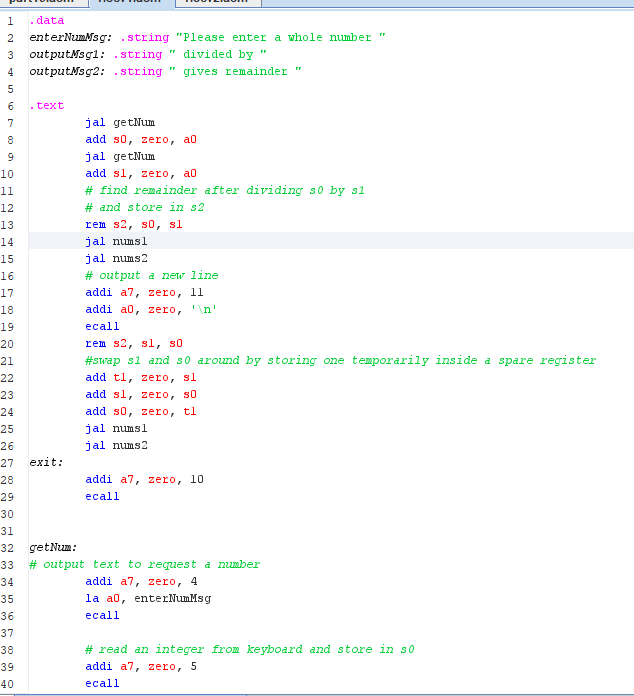 1 .data
2 enterNumMsg: .string "Please enter a whole number "
3 outputMsg1: .string " divided by "
4 outputMsg2: .string " gives remainder "
5
6 .text
7 jal getNum
8 add s0, zero, a0
9 jal getNum
10 add s1, zero, a0
11 # find remainder after dividing s0 by s1
12 # and store in s2
13 rem s2, s0, s1
14 jal nums1
15 jal nums2
16 # output a new line
17 addi a7, zero, 11
18 addi a0, zero, '\n'
19 ecall
20 rem s2, s1, s0
21 #swap s1 and s0 around by storing one temporarily inside a spare register
22 add t1, zero, s1
23 add s1, zero, s0
24 add s0, zero, t1
25 jal nums1
26 jal nums2
27 exit:
28 addi a7, zero, 10
29 ecall
30
31
32 getNum:
33 # output text to request a number
34 addi a7, zero, 4
35 la a0, enterNumMsg
36 ecall
37
38 # read an integer from keyboard and store in s0
39 addi a7, zero, 5
40 ecall